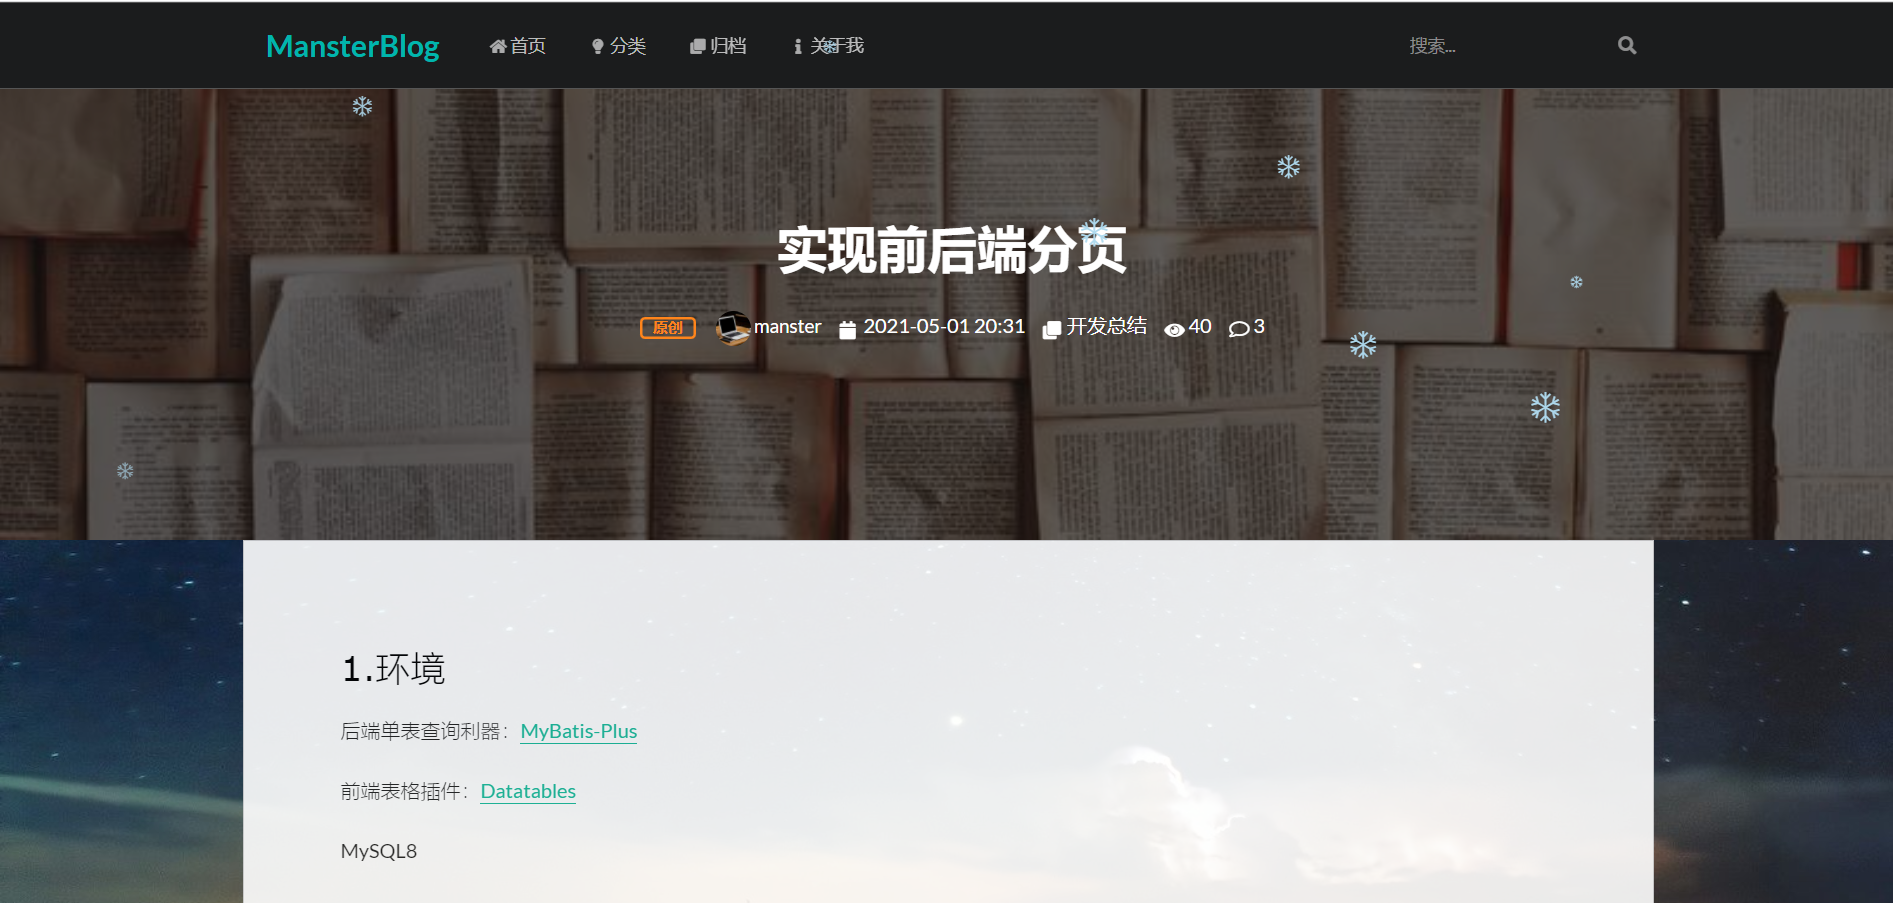 MansterBlog 首页 分类 归档 关于我 搜索...
实现前后端分页
原创 manster 2021-05-01 20:31 开发总结 40 3
1.环境
后端单表查询利器：MyBatis-Plus
前端表格插件：Datatables
MySQL8